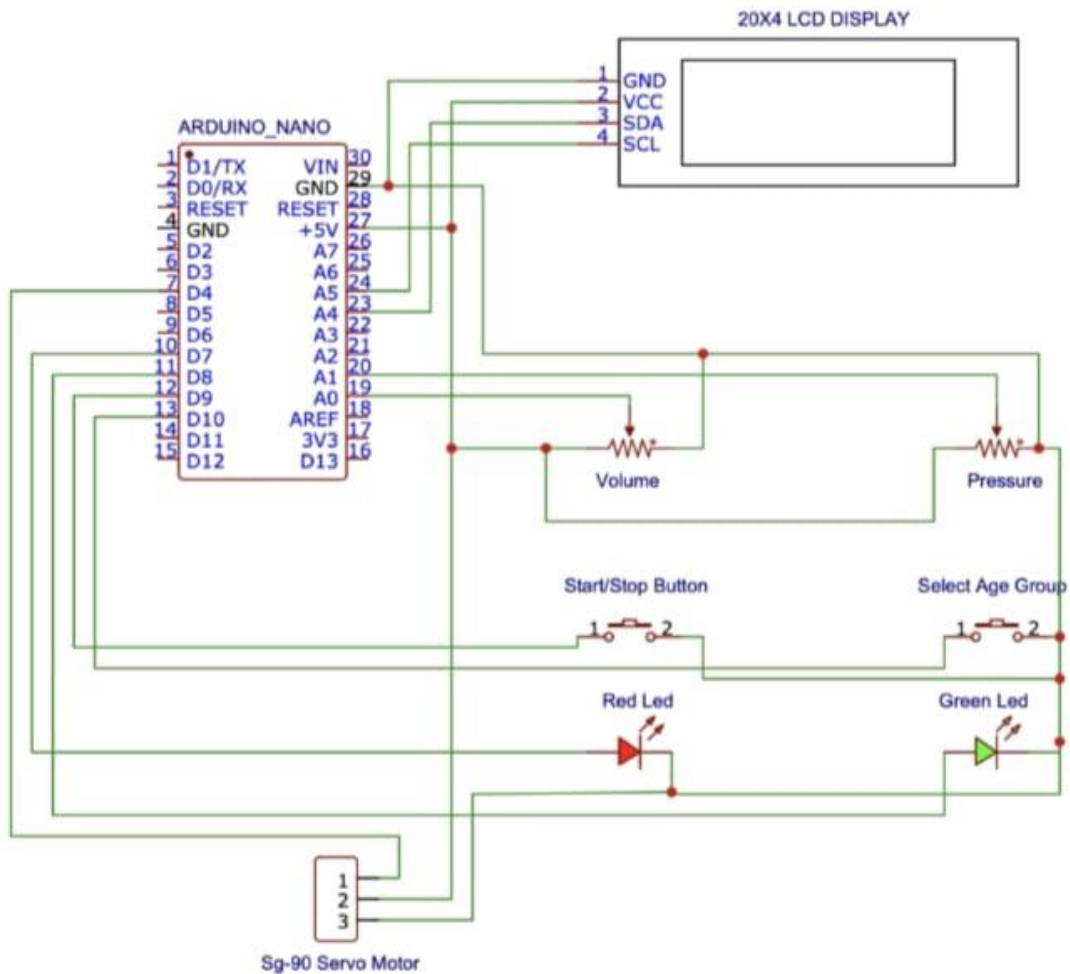 20X4 LCD DISPLAY
1 GND
2 VCC
3 SDA
4 SCL
ARDUINO_NANO
1 D1/TX VIN 30
2 D0/RX GND 29
3 RESET RESET 28
4 GND +5V 27
5 D2 A7 26
6 D3 A6 25
7 D4 A5 24
8 D5 A4 23
9 D6 A3 22
10 D7 A2 21
11 D8 A1 20
12 D9 A0 19
13 D10 AREF 18
14 D11 3V3 17
15 D12 D13 16
Volume
Pressure
Start/Stop Button
1 2
Select Age Group
1 2
Red Led
Green Led
1
2
3
Sg-90 Servo Motor